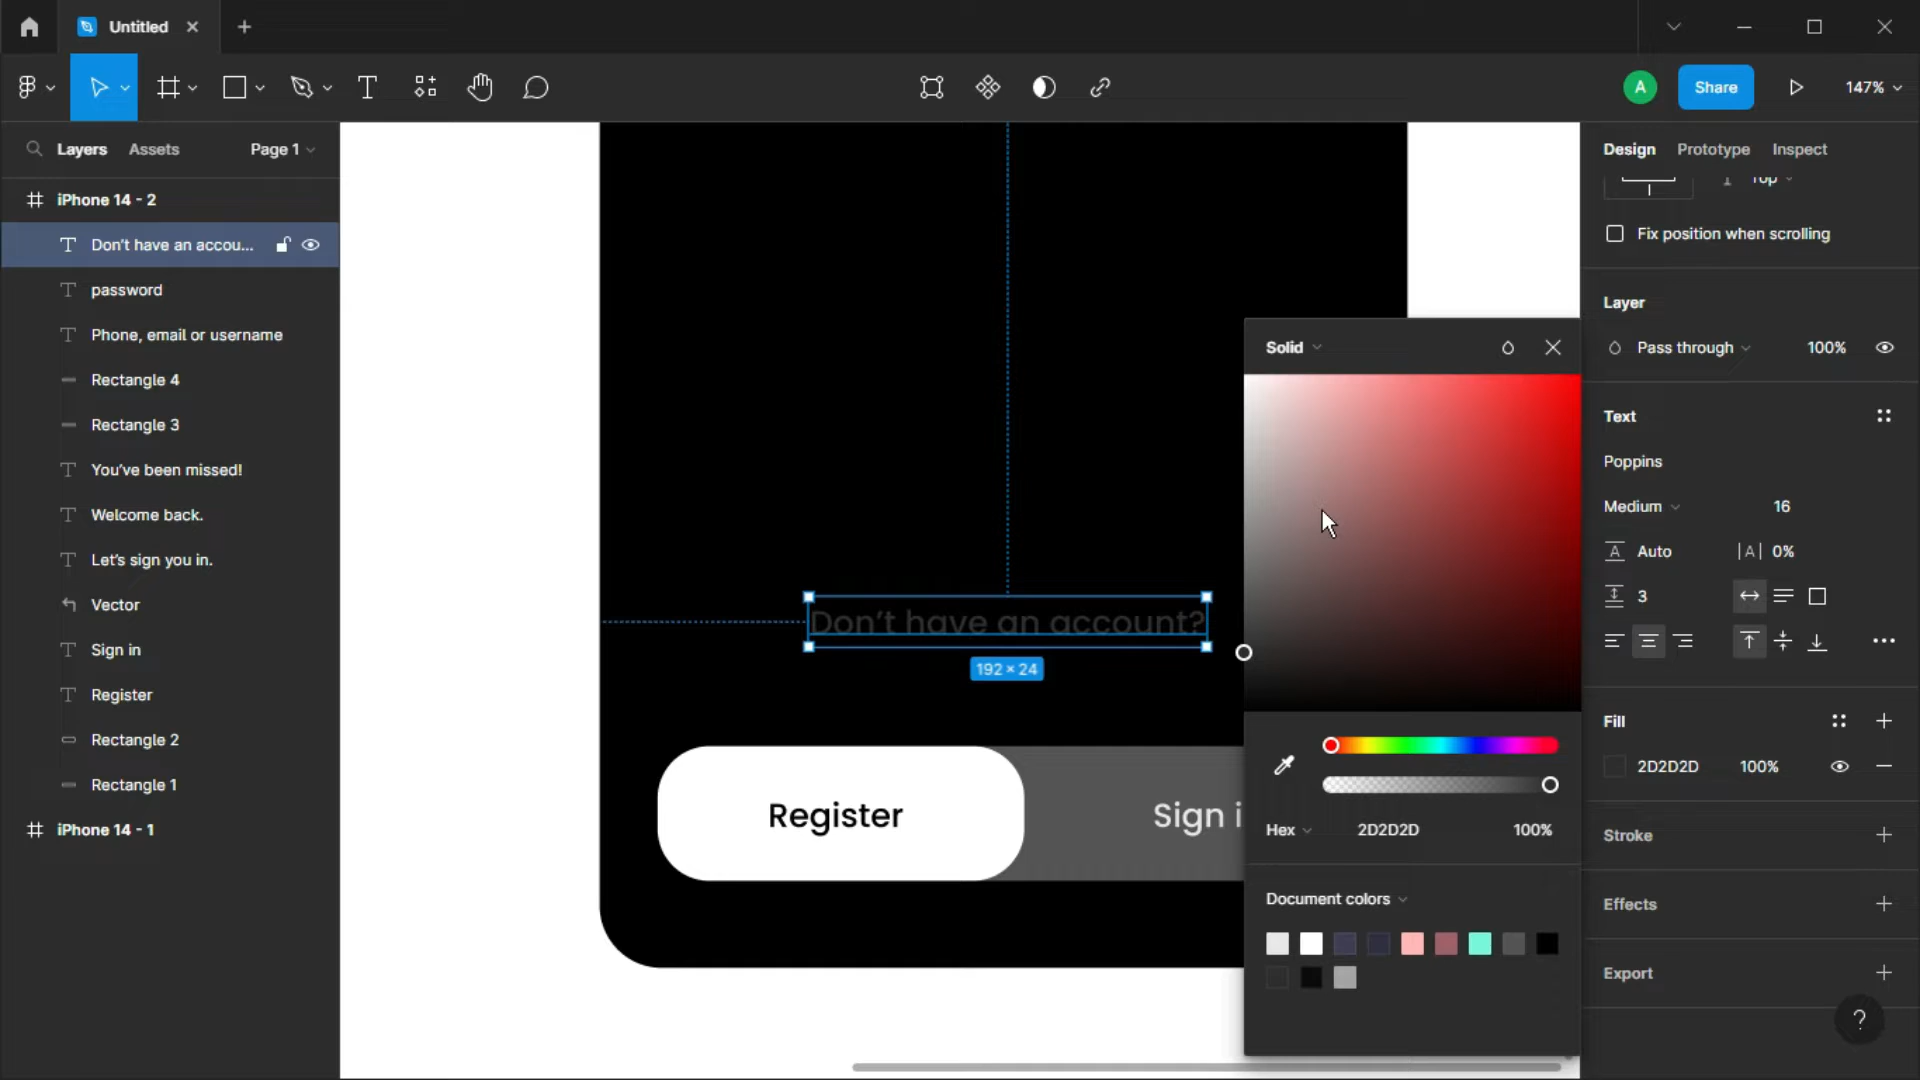 Untitled
A
Share
147%
Layers
Assets
Page 1
iPhone 14 - 2
Don't have an accou...
password
Phone, email or username
Rectangle 4
Rectangle 3
You've been missed!
Welcome back.
Let's sign you in.
Vector
Sign in
Register
Rectangle 2
Rectangle 1
iPhone 14 - 1
Don't have an account?
192 × 24
Register
Sign i
Solid
Hex
2D2D2D
100%
Document colors
Design
Prototype
Inspect
Top
Fix position when scrolling
Layer
Pass through
100%
Text
Poppins
Medium
16
Auto
|A| 0%
3
Fill
2D2D2D
100%
Stroke
Effects
Export
?